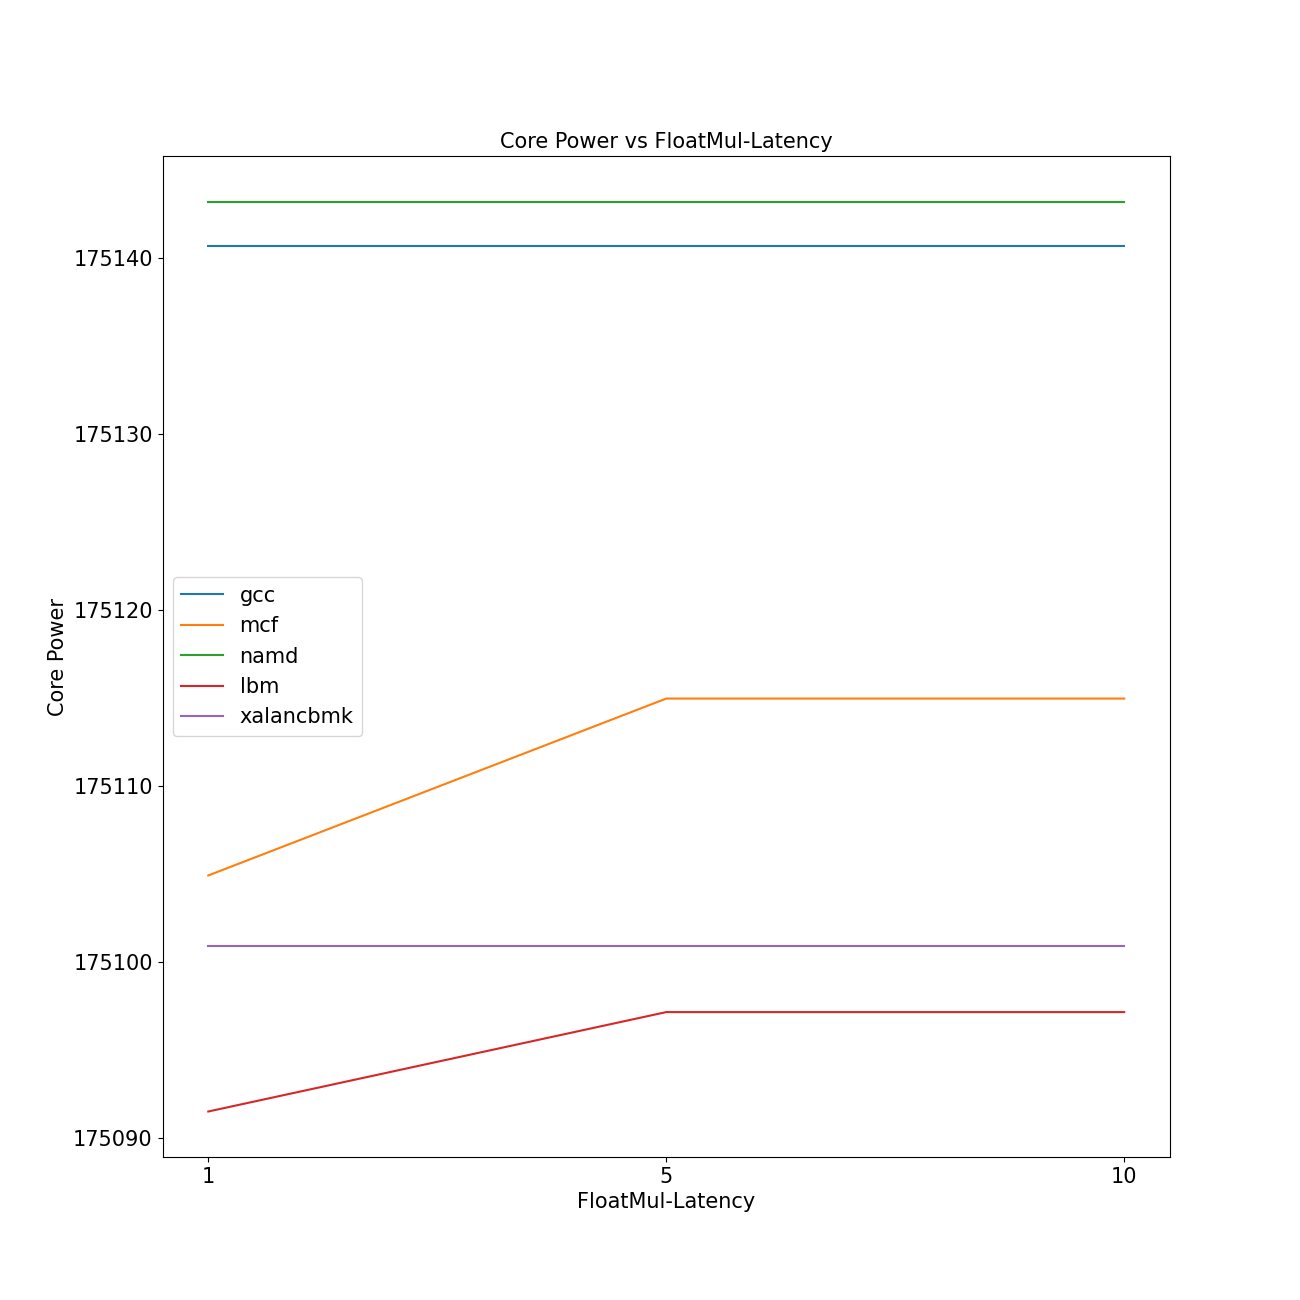 Core Power vs FloatMul-Latency
175140
175130
175120
175110
175100
175090
Core Power
gcc
mcf
namd
lbm
xalancbmk
1 5 10
FloatMul-Latency